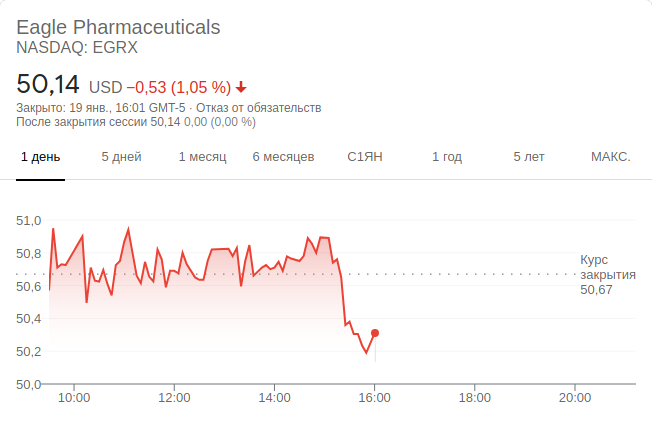 Eagle Pharmaceuticals
NASDAQ: EGRX
50,14 USD −0,53 (1,05 %)
Закрыто: 19 янв., 16:01 GMT-5 · Отказ от обязательств
После закрытия сессии 50,14 0,00 (0,00 %)
1 день 5 дней 1 месяц 6 месяцев С1ЯН 1 год 5 лет МАКС.
51,0
50,8
50,6
50,4
50,2
50,0
Курс
закрытия
50,67
10:00 12:00 14:00 16:00 18:00 20:00